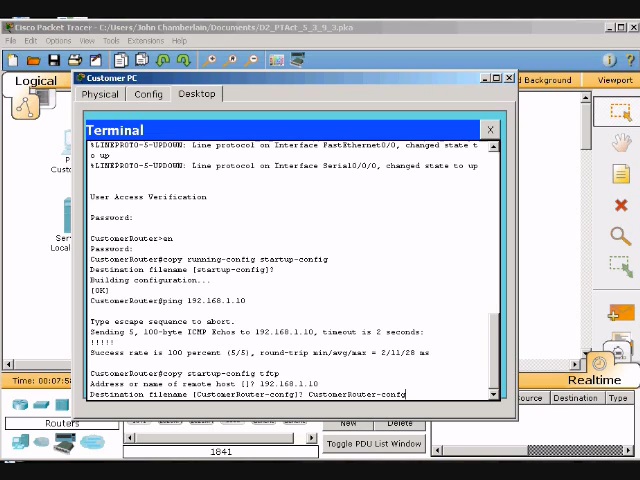 Cisco Packet Tracer - C:/Users/John Chamberlain/Documents/D2_PTAct_5_3_9_3.pka
File Edit Options View Tools Extensions Help
Logical
Background
Viewport
Customer PC
Physical Config Desktop
Terminal
X
%LINEPROTO-5-UPDOWN: Line protocol on Interface FastEthernet0/0, changed state t
o up
%LINEPROTO-5-UPDOWN: Line protocol on Interface Serial0/0/0, changed state to up
User Access Verification
Password:
CustomerRouter>en
Password:
CustomerRouter#copy running-config startup-config
Destination filename [startup-config]?
Building configuration...
[OK]
CustomerRouter#ping 192.168.1.10
Type escape sequence to abort.
Sending 5, 100-byte ICMP Echos to 192.168.1.10, timeout is 2 seconds:
!!!!!
Success rate is 100 percent (5/5), round-trip min/avg/max = 2/11/28 ms
CustomerRouter#copy startup-config tftp
Address or name of remote host []? 192.168.1.10
Destination filename [CustomerRouter-confg]? CustomerRouter-confg
Time: 00:07:5
Realtime
Routers
1841
New
Delete
Toggle PDU List Window
Source Destination Type